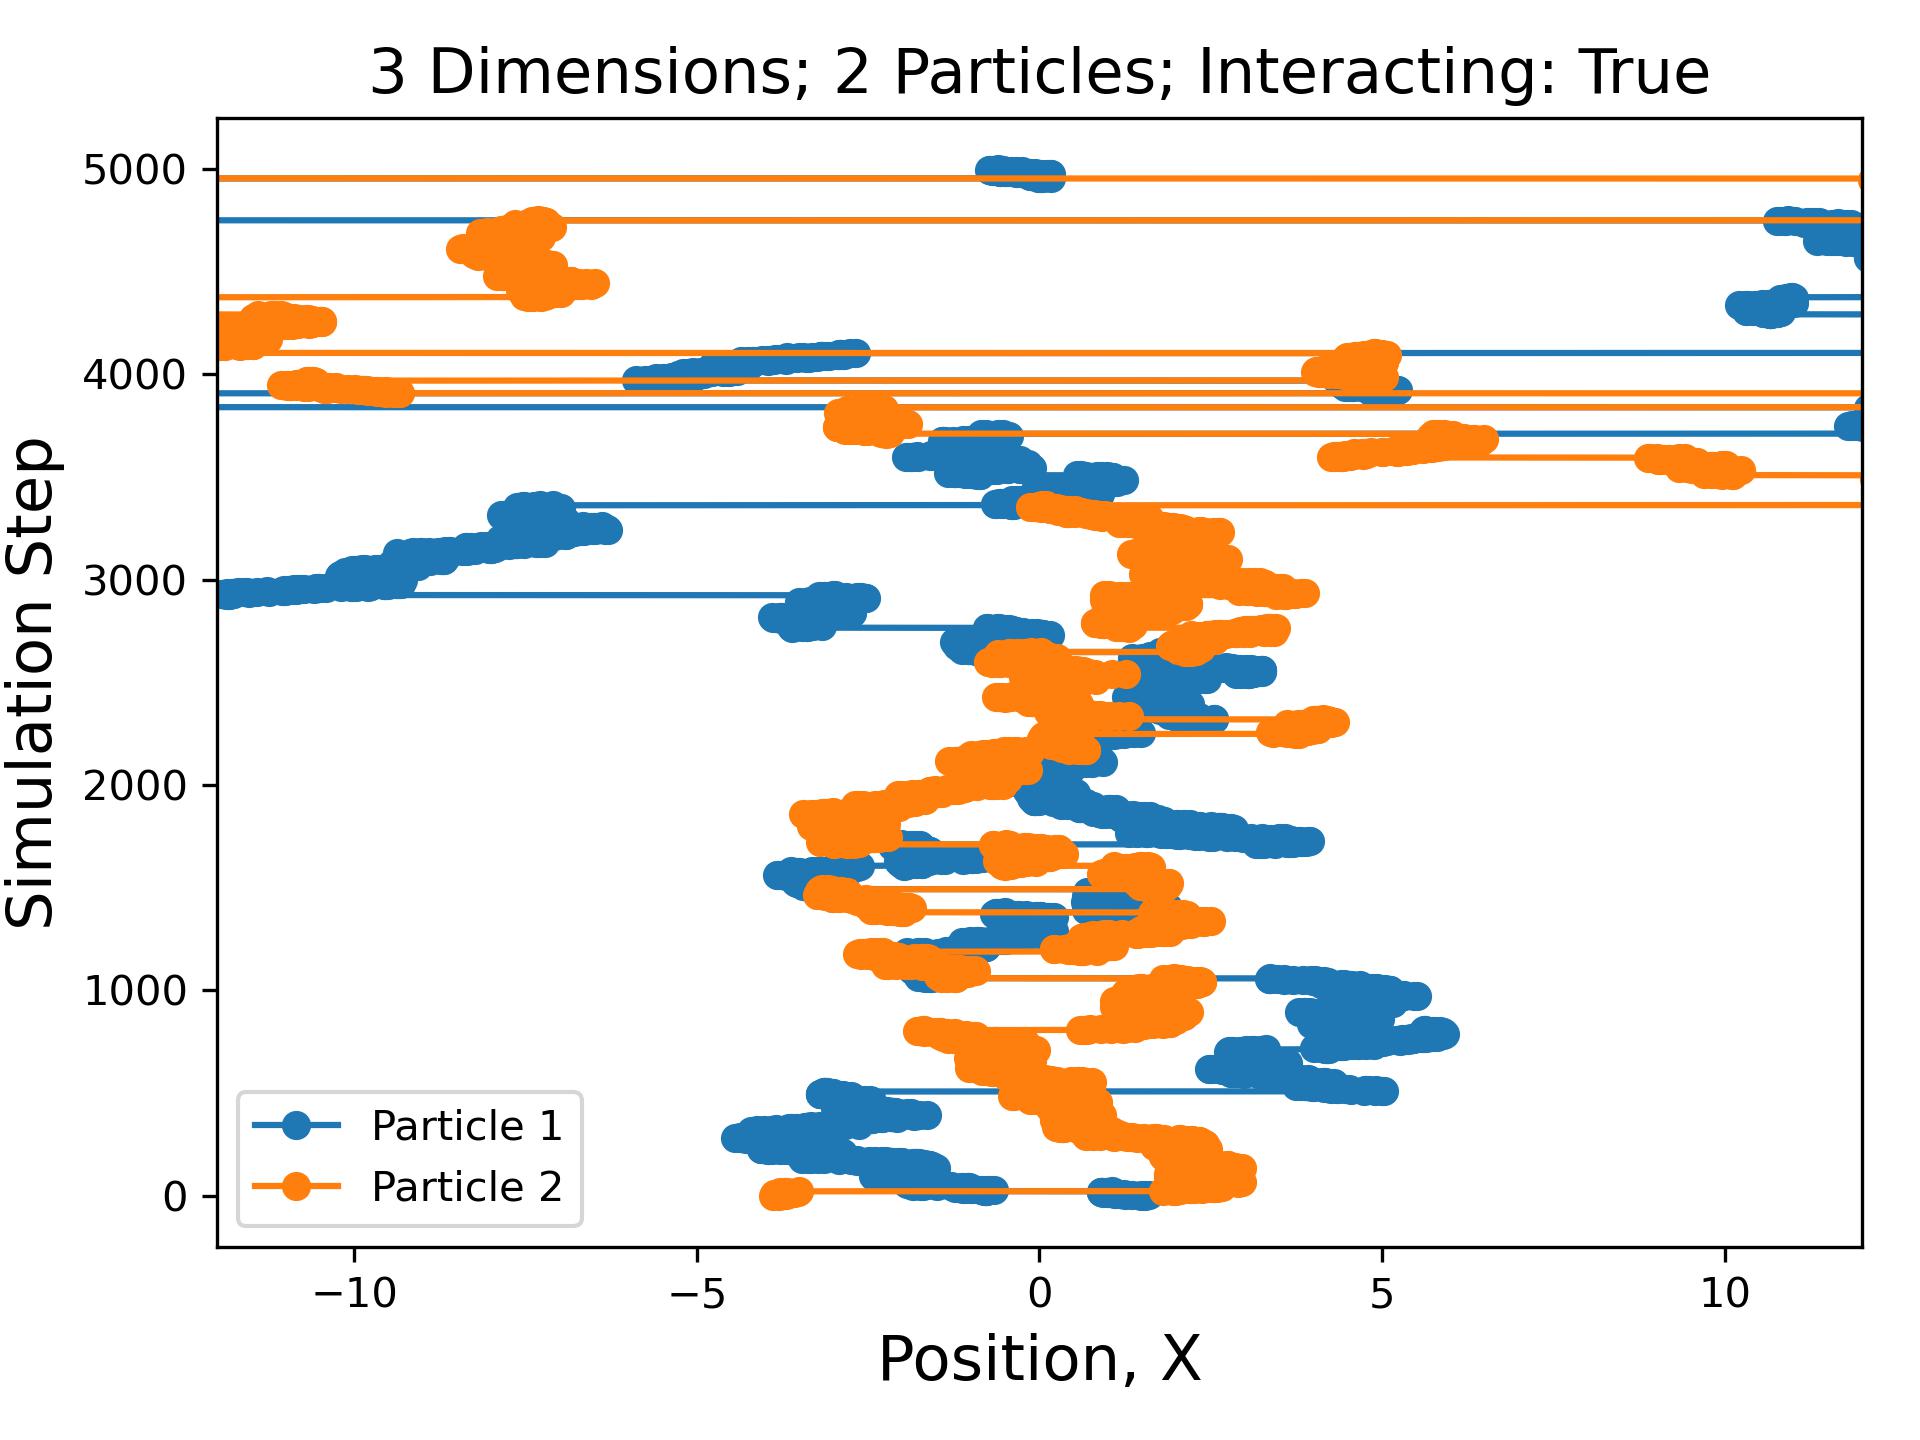 3 Dimensions; 2 Particles; Interacting: True
Simulation Step
5000
4000
3000
2000
1000
0
Particle 1
Particle 2
−10
−5
0
5
10
Position, X